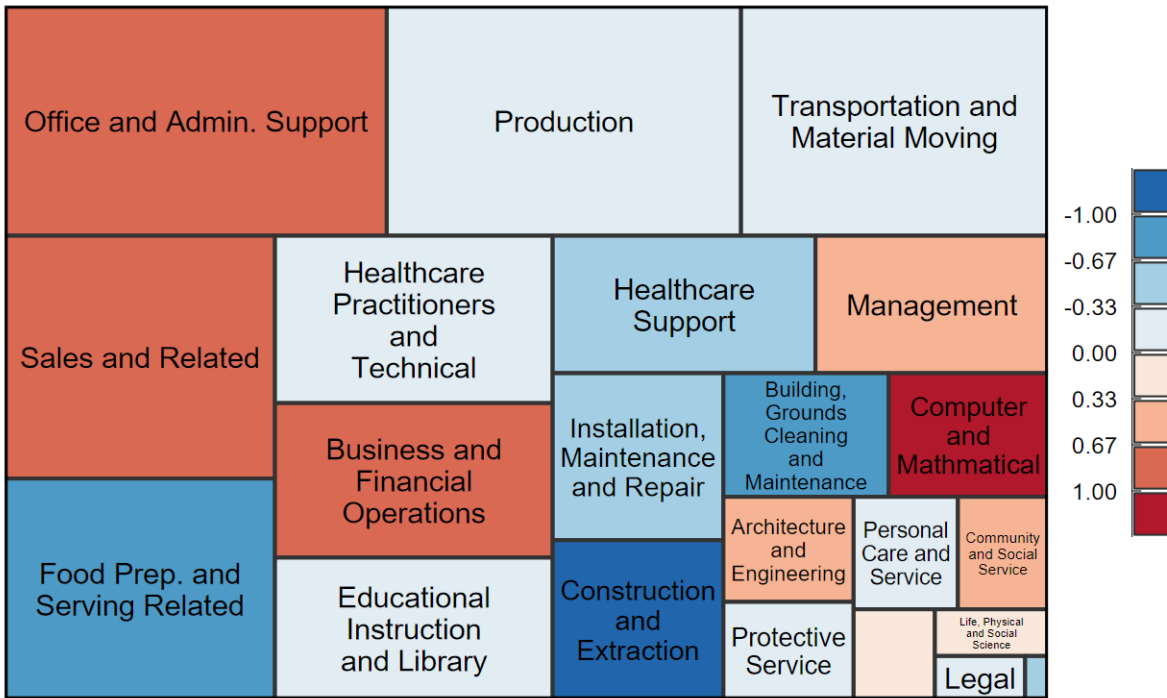 Office and Admin. Support
Production
Transportation and
Material Moving
Sales and Related
Healthcare
Practitioners
and
Technical
Healthcare
Support
Management
Business and
Financial
Operations
Installation,
Maintenance
and Repair
Building,
Grounds
Cleaning
and
Maintenance
Computer
and
Mathmatical
Food Prep. and
Serving Related
Educational
Instruction
and Library
Construction
and
Extraction
Architecture
and
Engineering
Personal
Care and
Service
Community
and Social
Service
Protective
Service
Life, Physical
and Social
Science
Legal
-1.00
-0.67
-0.33
0.00
0.33
0.67
1.00